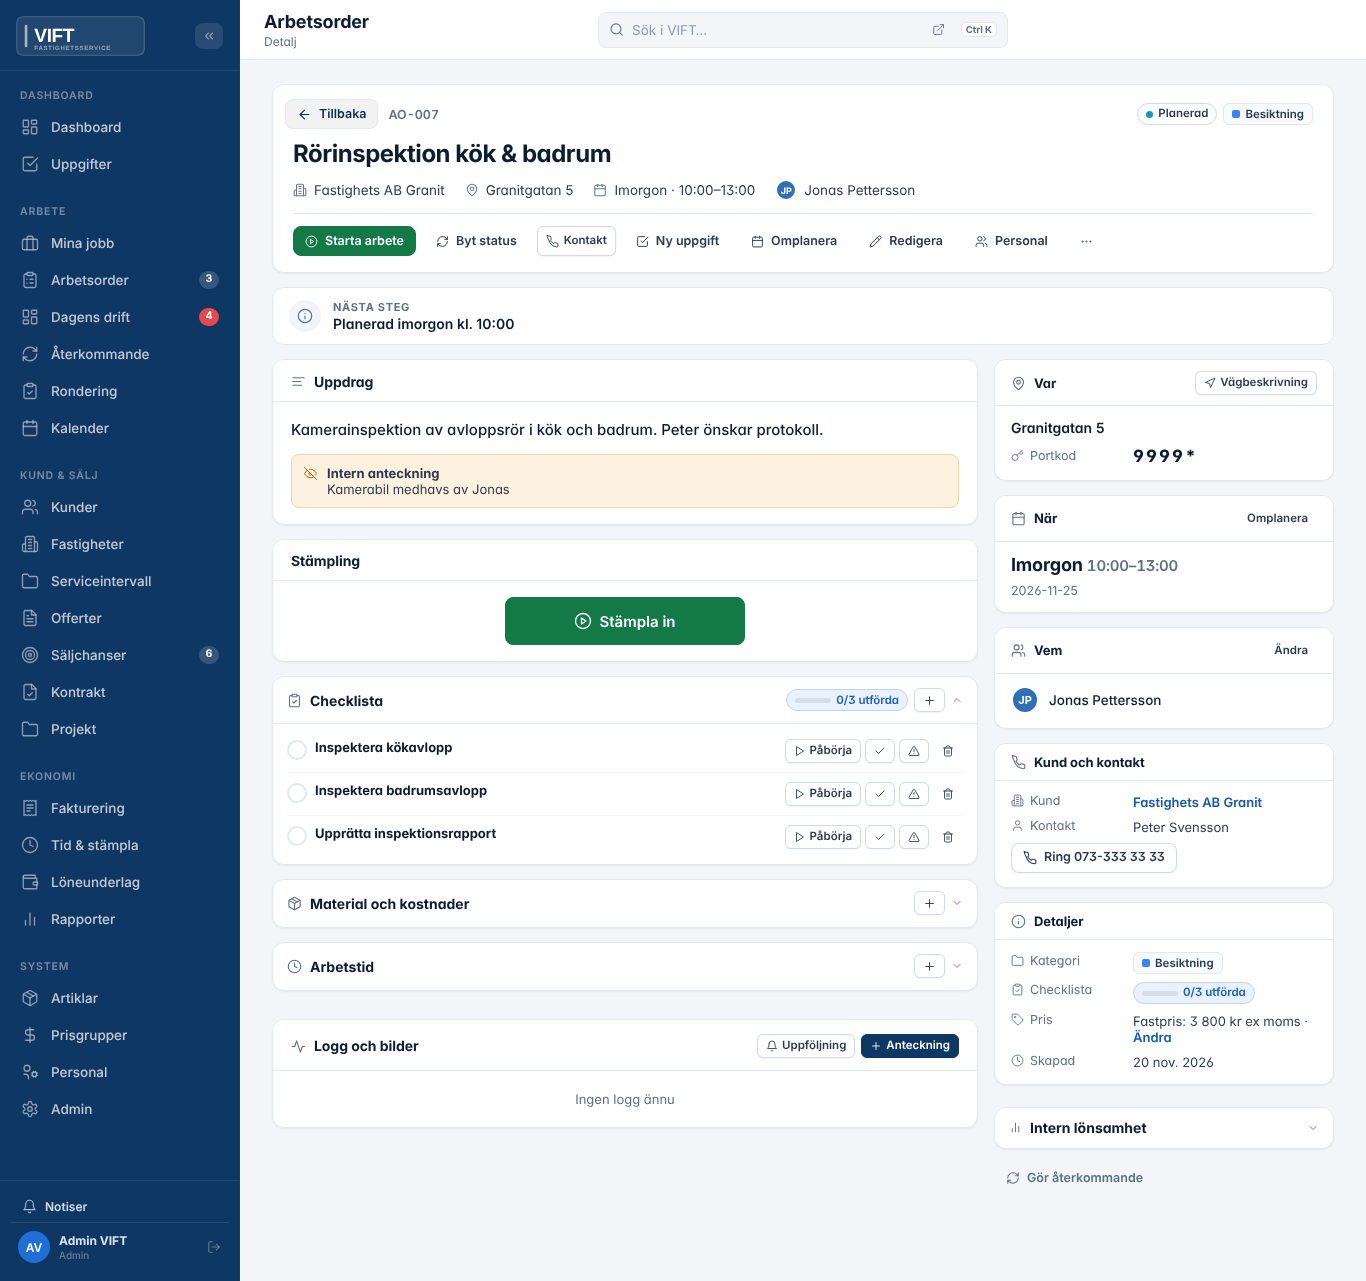 VIFT
FASTIGHETSSERVICE
DASHBOARD
Dashboard
Uppgifter
ARBETE
Mina jobb
Arbetsorder 3
Dagens drift 4
Återkommande
Rondering
Kalender
KUND & SÄLJ
Kunder
Fastigheter
Serviceintervall
Offerter
Säljchanser 6
Kontrakt
Projekt
EKONOMI
Fakturering
Tid & stämpla
Löneunderlag
Rapporter
SYSTEM
Artiklar
Prisgrupper
Personal
Admin
Notiser
AV
Admin VIFT
Admin
Arbetsorder
Detalj
Sök i VIFT... Ctrl K
Tillbaka AO-007 Planerad Besiktning
Rörinspektion kök & badrum
Fastighets AB Granit Granitgatan 5 Imorgon · 10:00–13:00 JP Jonas Pettersson
Starta arbete Byt status Kontakt Ny uppgift Omplanera Redigera Personal ...
NÄSTA STEG
Planerad imorgon kl. 10:00
Uppdrag
Kamerainspektion av avloppsrör i kök och badrum. Peter önskar protokoll.
Intern anteckning
Kamerabil medhavs av Jonas
Stämpling
Stämpla in
Checklista 0/3 utförda
Inspektera kökavlopp Påbörja
Inspektera badrumsavlopp Påbörja
Upprätta inspektionsrapport Påbörja
Material och kostnader
Arbetstid
Logg och bilder Uppföljning Anteckning
Ingen logg ännu
Var Vägbeskrivning
Granitgatan 5
Portkod 9999*
När Omplanera
Imorgon 10:00–13:00
2026-11-25
Vem Ändra
JP Jonas Pettersson
Kund och kontakt
Kund Fastighets AB Granit
Kontakt Peter Svensson
Ring 073-333 33 33
Detaljer
Kategori Besiktning
Checklista 0/3 utförda
Pris Fastpris: 3 800 kr ex moms ·
Ändra
Skapad 20 nov. 2026
Intern lönsamhet
Gör återkommande